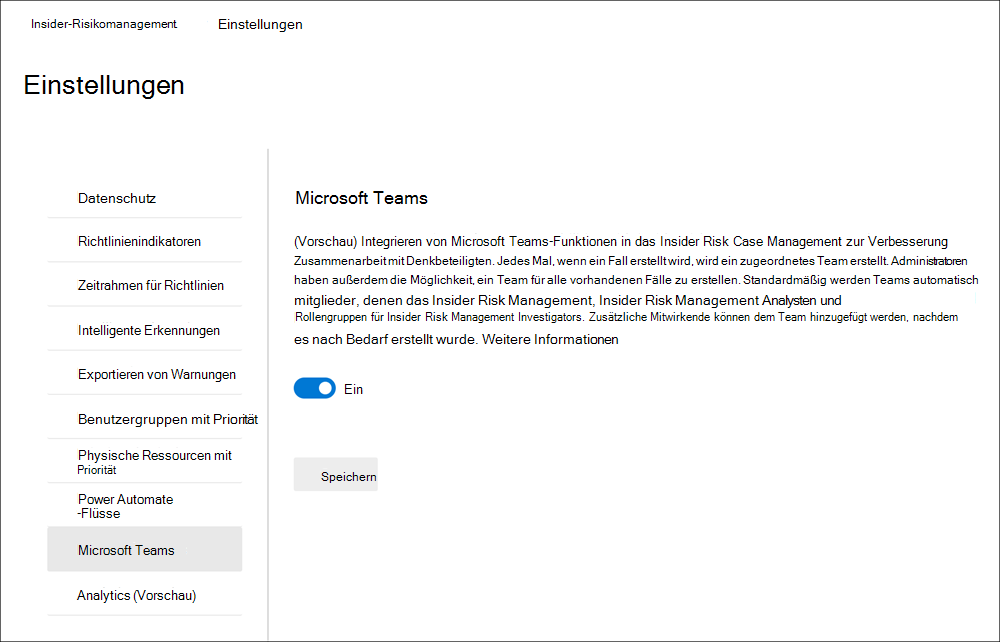 Insider-Risikomanagement
Einstellungen
Einstellungen
Datenschutz
Richtlinienindikatoren
Zeitrahmen für Richtlinien
Intelligente Erkennungen
Exportieren von Warnungen
Benutzergruppen mit Priorität
Physische Ressourcen mit
Priorität
Power Automate
-Flüsse
Microsoft Teams
Analytics (Vorschau)
Microsoft Teams
(Vorschau) Integrieren von Microsoft Teams-Funktionen in das Insider Risk Case Management zur Verbesserung
Zusammenarbeit mit Denkbeteiligten. Jedes Mal, wenn ein Fall erstellt wird, wird ein zugeordnetes Team erstellt. Administratoren
haben außerdem die Möglichkeit, ein Team für alle vorhandenen Fälle zu erstellen. Standardmäßig werden Teams automatisch
mitglieder, denen das Insider Risk Management, Insider Risk Management Analysten und
Rollengruppen für Insider Risk Management Investigators. Zusätzliche Mitwirkende können dem Team hinzugefügt werden, nachdem
es nach Bedarf erstellt wurde. Weitere Informationen
Ein
Speichern